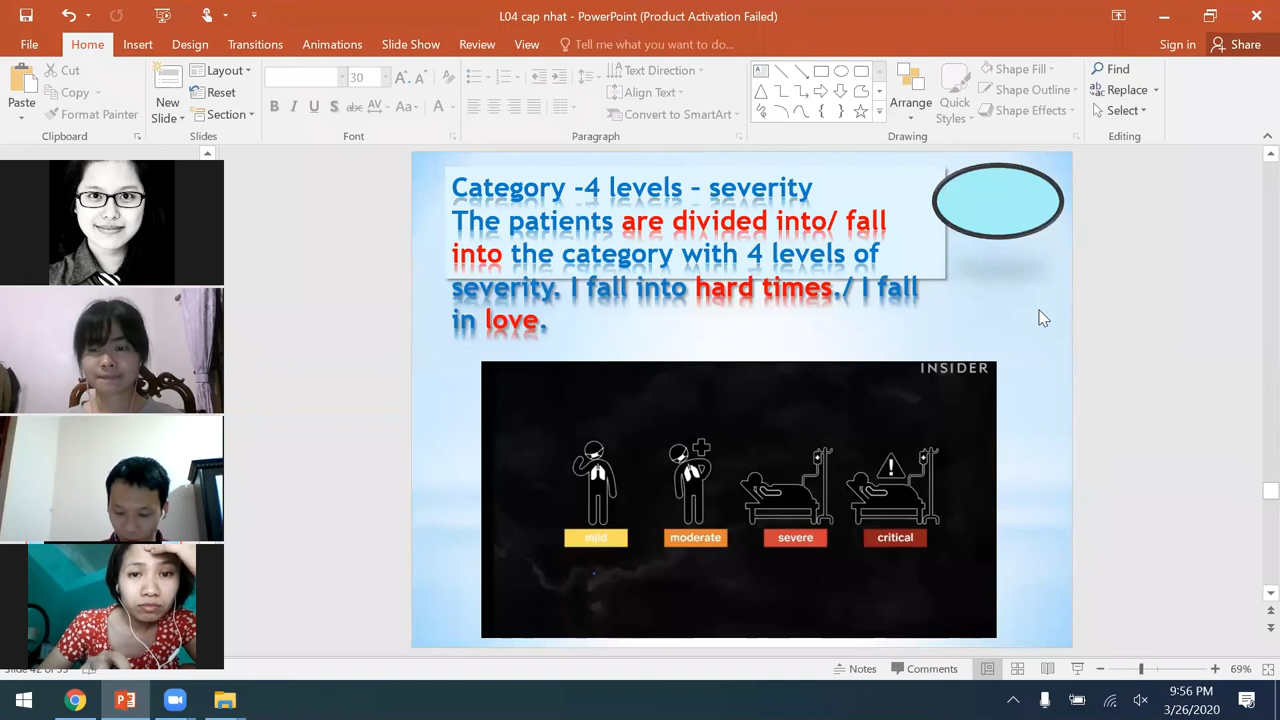 L04 cap nhat - PowerPoint (Product Activation Failed)
File Home Insert Design Transitions Animations Slide Show Review View Tell me what you want to do... Sign in Share
Paste
Cut
Copy
Format Painter
Clipboard
New Slide
Layout
Reset
Section
Slides
30
B I U S abc AV Aa A
Font
Text Direction
Align Text
Convert to SmartArt
Paragraph
Arrange
Quick Styles
Shape Fill
Shape Outline
Shape Effects
Drawing
Find
Replace
Select
Editing
Category -4 levels – severity
The patients are divided into/ fall
into the category with 4 levels of
severity. I fall into hard times./ I fall
in love.
INSIDER
mild moderate severe critical
Notes Comments 69%
9:56 PM
3/26/2020